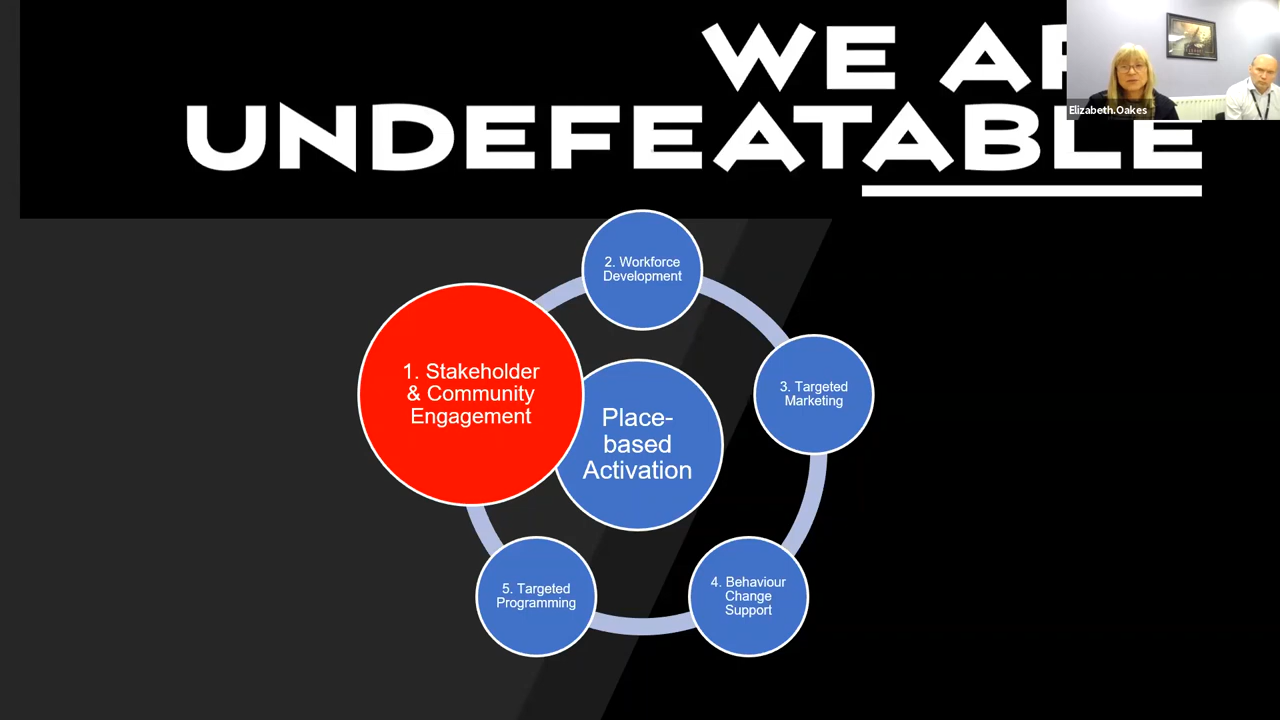 WE AR
UNDEFEATABLE
Elizabeth.Oakes
2. Workforce
Development
1. Stakeholder
& Community
Engagement
3. Targeted
Marketing
Place-
based
Activation
5. Targeted
Programming
4. Behaviour
Change
Support